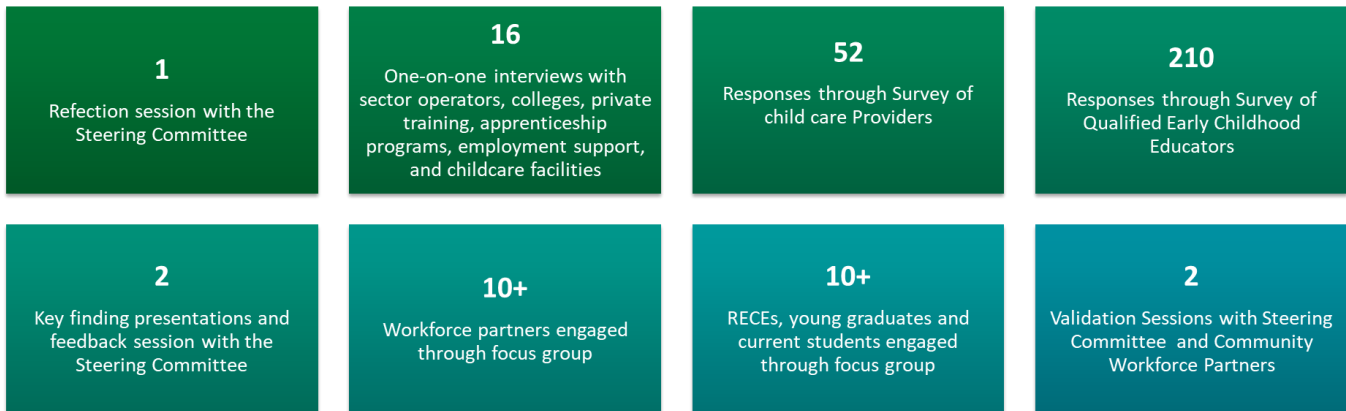 1
Refection session with the
Steering Committee
16
One-on-one interviews with
sector operators, colleges, private
training, apprenticeship
programs, employment support,
and childcare facilities
52
Responses through Survey of
child care Providers
210
Responses through Survey of
Qualified Early Childhood
Educators
2
Key finding presentations and
feedback session with the
Steering Committee
10+
Workforce partners engaged
through focus group
10+
RECEs, young graduates and
current students engaged
through focus group
2
Validation Sessions with Steering
Committee and Community
Workforce Partners